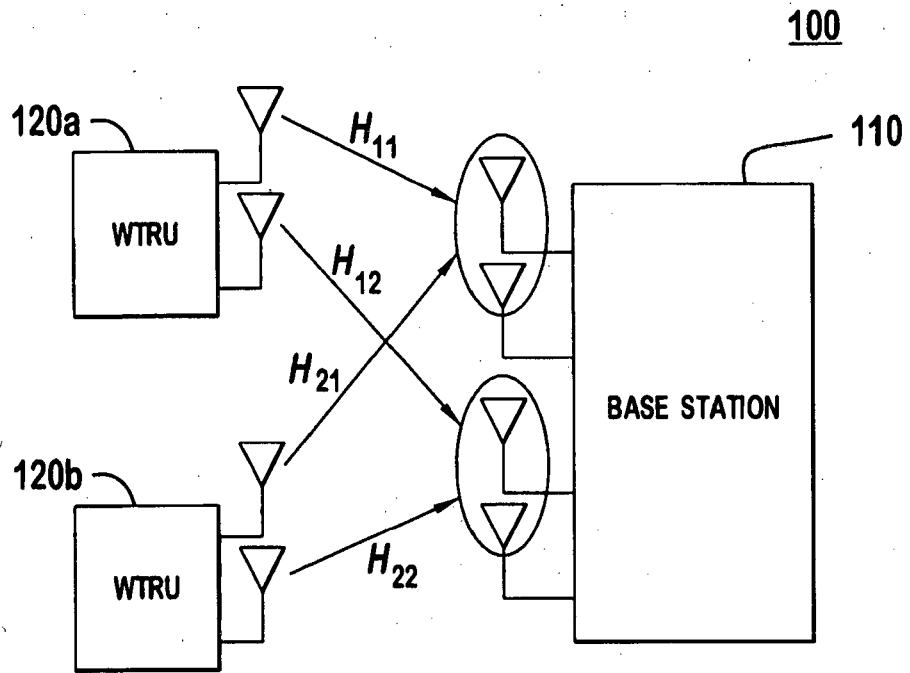 100
120a
H11
110
WTRU
H12
H21
BASE STATION
120b
WTRU
H22